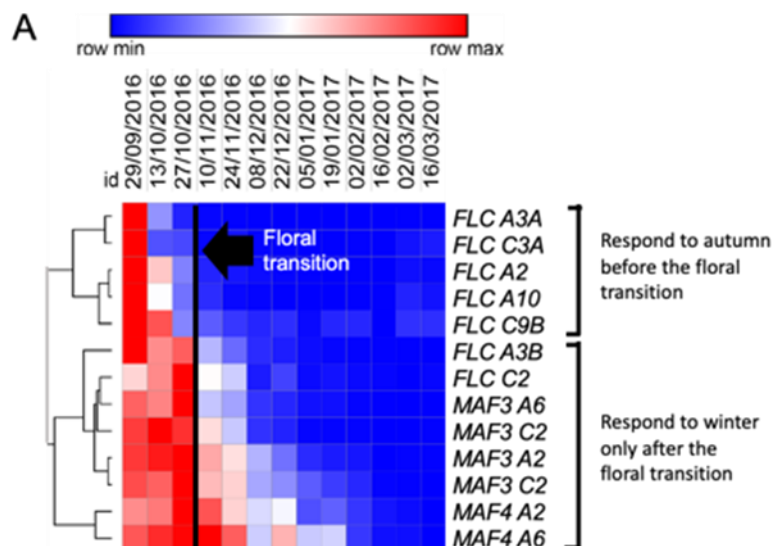 A
row min
row max
id
29/09/2016
13/10/2016
27/10/2016
10/11/2016
24/11/2016
08/12/2016
22/12/2016
05/01/2017
19/01/2017
02/02/2017
16/02/2017
02/03/2017
16/03/2017
Floral
transition
FLC A3A
FLC C3A
FLC A2
FLC A10
FLC C9B
FLC A3B
FLC C2
MAF3 A6
MAF3 C2
MAF3 A2
MAF3 C2
MAF4 A2
MAF4 A6
Respond to autumn
before the floral
transition
Respond to winter
only after the
floral transition